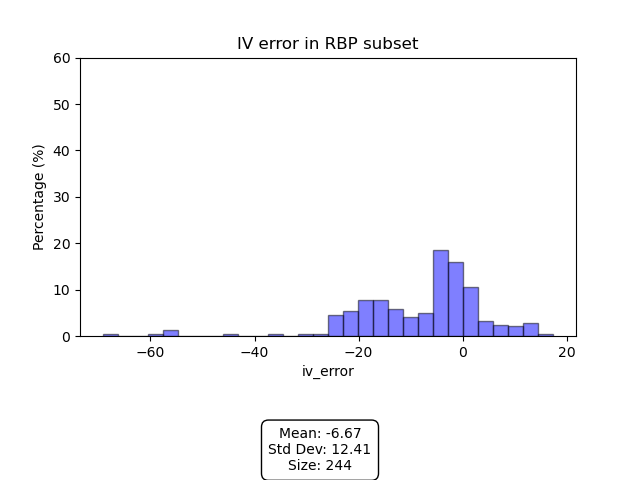 IV error in RBP subset
60
50
40
30
20
10
0
Percentage (%)
−60
−40
−20
0
20
iv_error
Mean: -6.67
Std Dev: 12.41
Size: 244